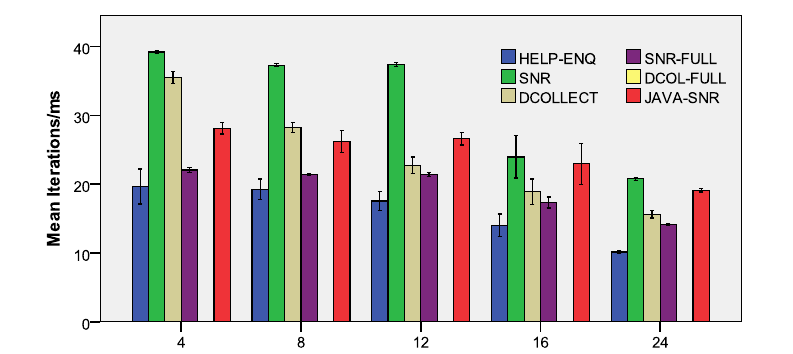 Mean Iterations/ms
40
30
20
10
0
HELP-ENQ
SNR
DCOLLECT
SNR-FULL
DCOL-FULL
JAVA-SNR
4 8 12 16 24